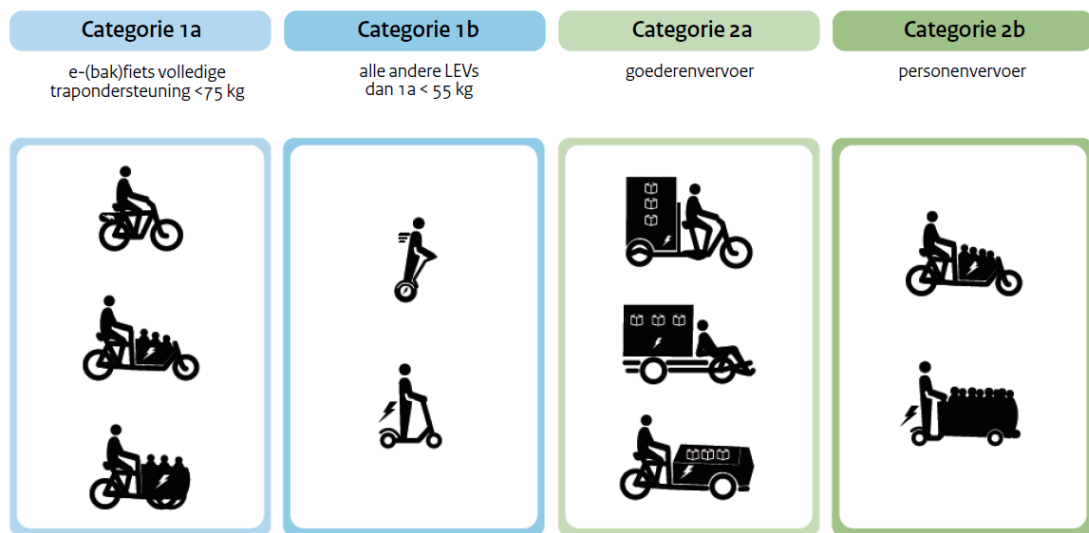 Categorie 1a
e-(bak)fiets volledige
trapondersteuning <75 kg
Categorie 1b
alle andere LEVs
dan 1a < 55 kg
Categorie 2a
goederenvervoer
Categorie 2b
personenvervoer